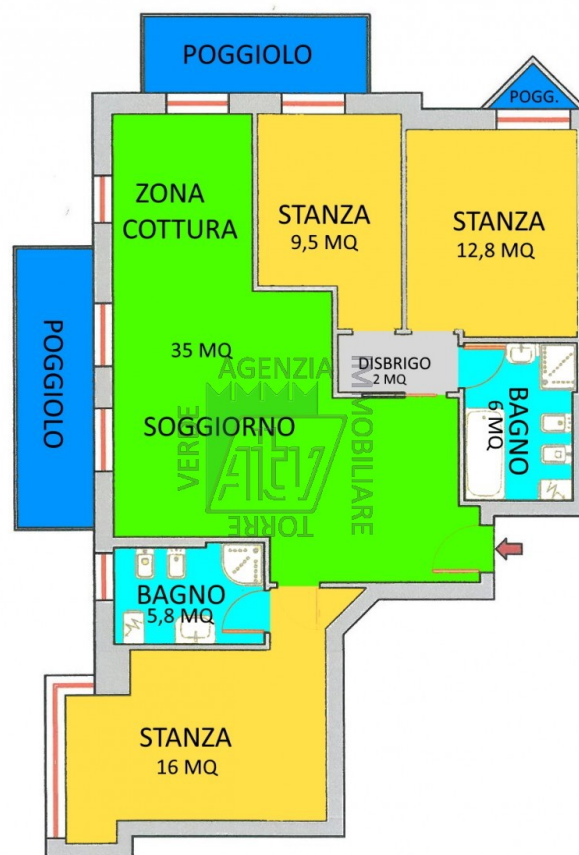 POGGIOLO
POGG.
ZONA
COTTURA
STANZA
9,5 MQ
STANZA
12,8 MQ
POGGIOLO
35 MQ
DISBRIGO
2 MQ
AGENZIA
IMMOBILIARE
TORRE
VERDE
ATV
SOGGIORNO
BAGNO
6 MQ
BAGNO
5,8 MQ
STANZA
16 MQ